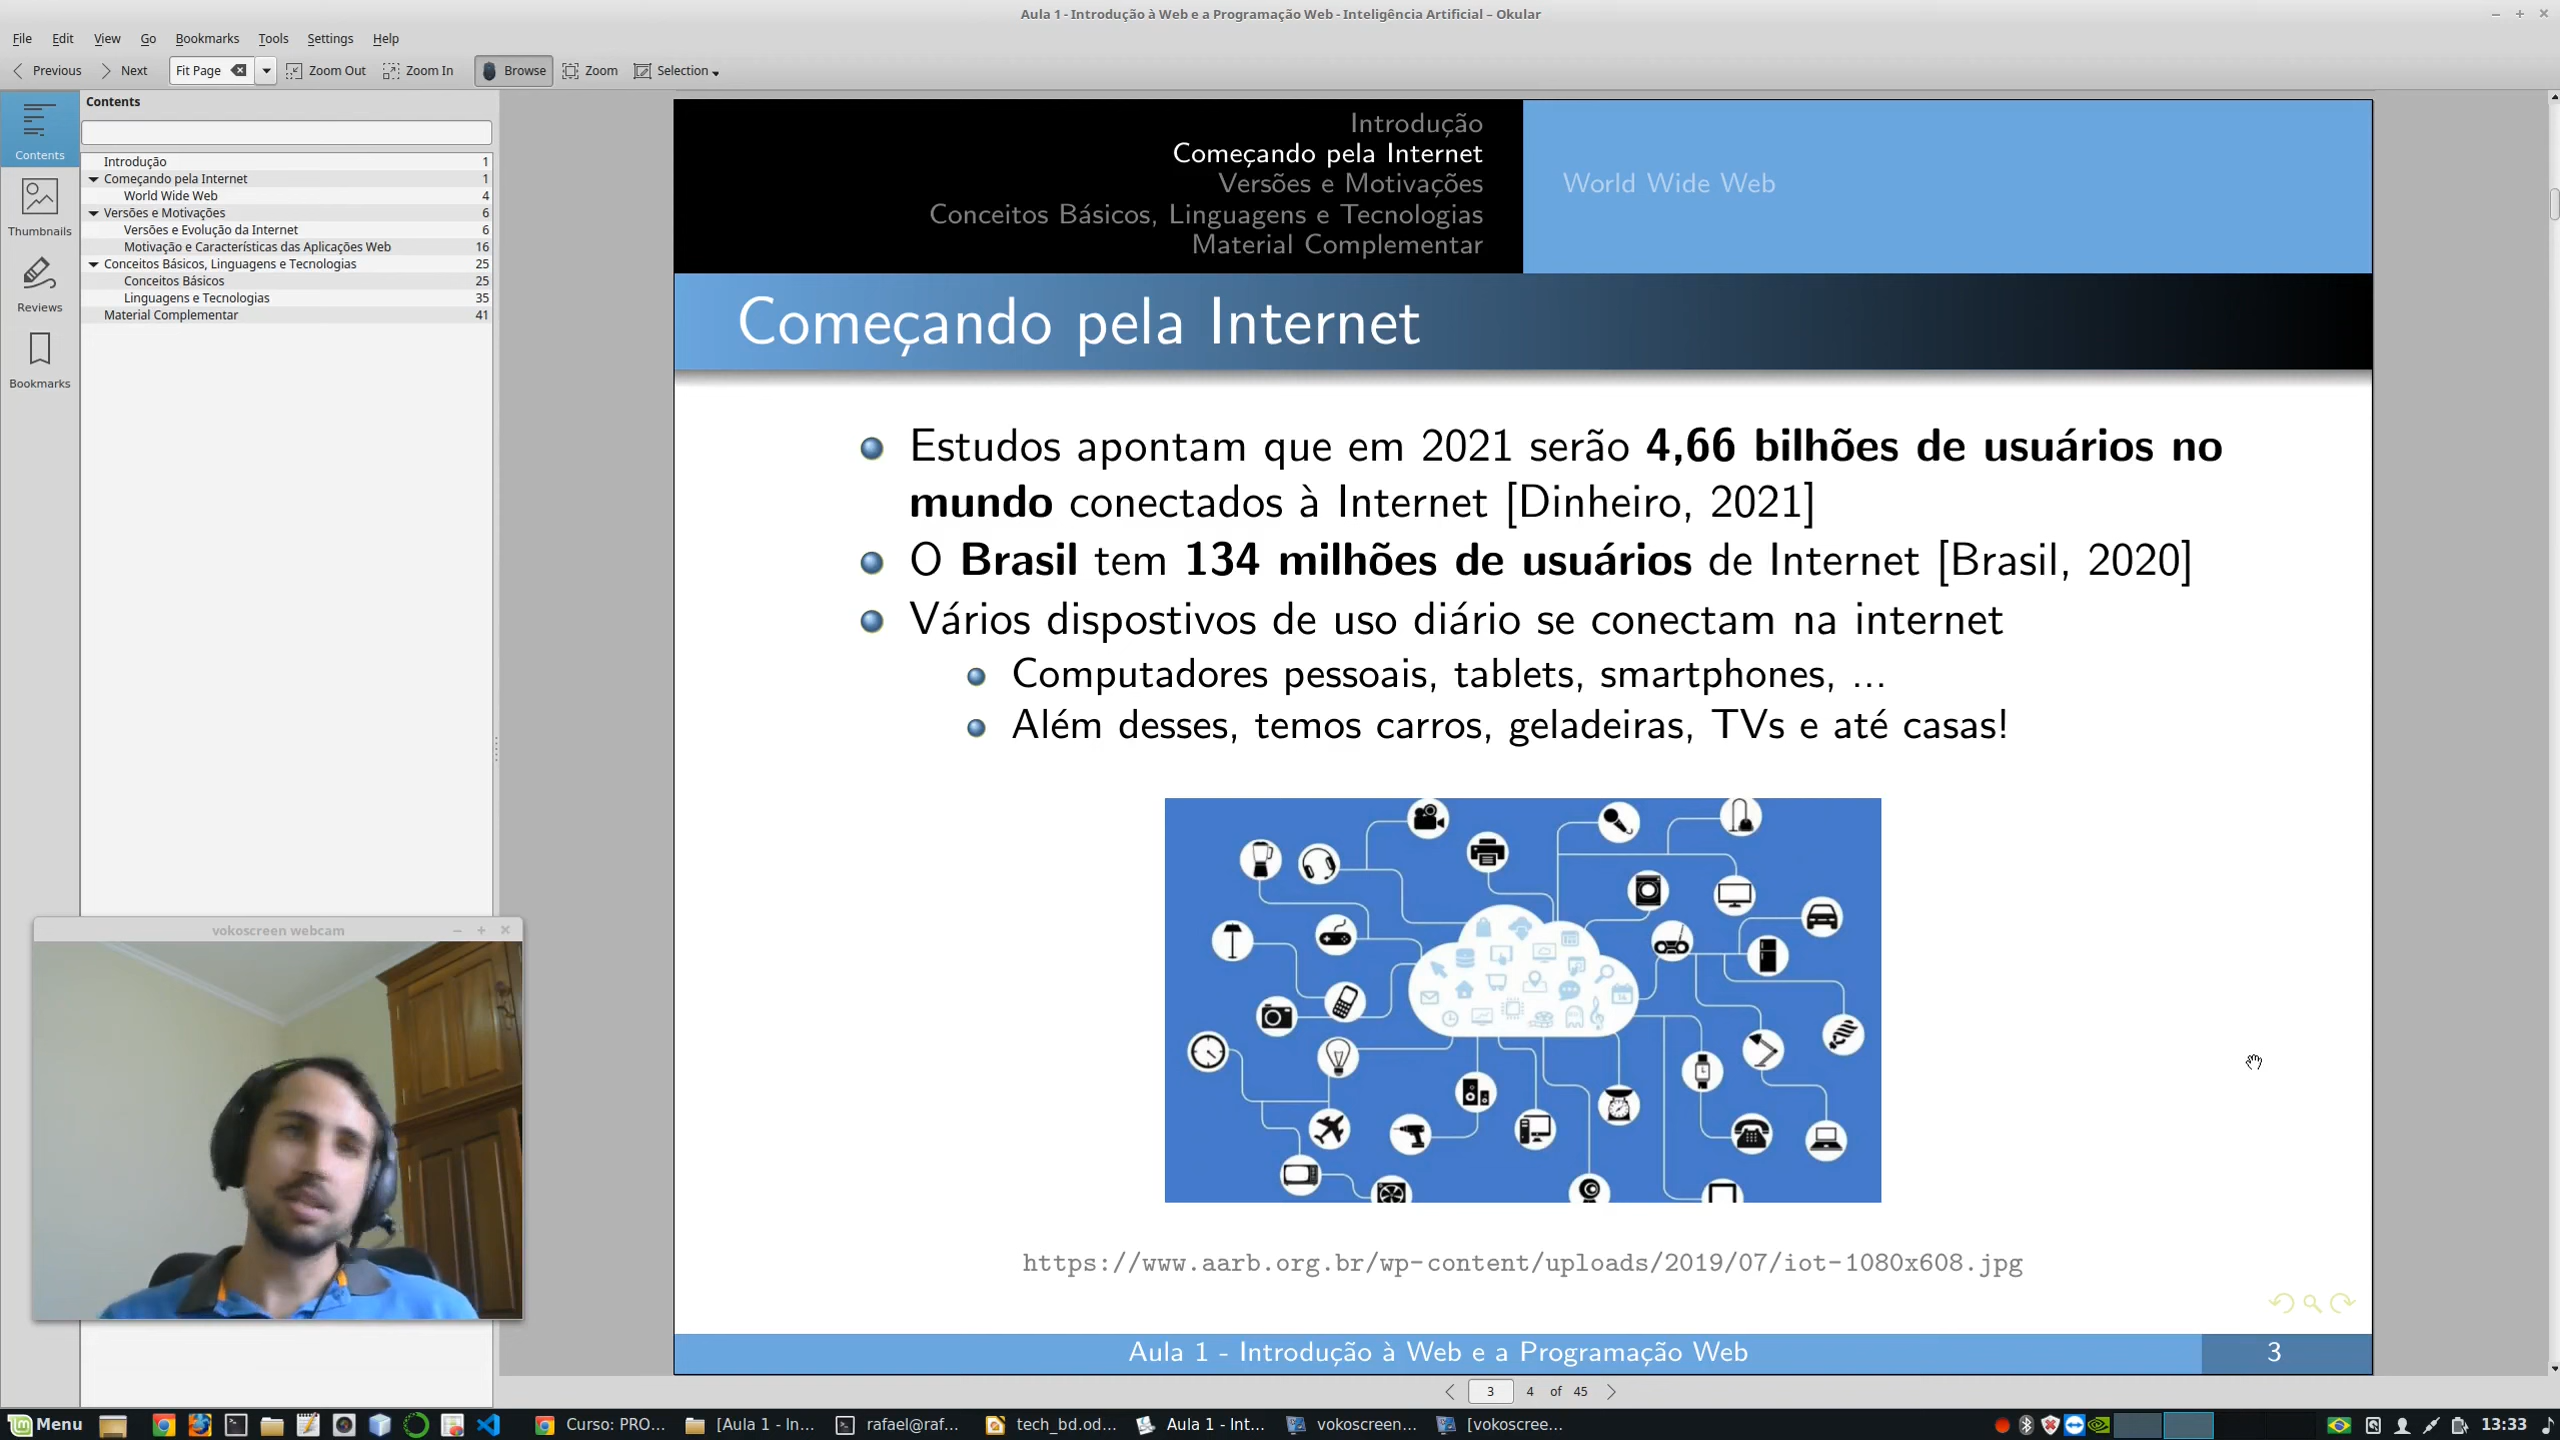 Aula 1 - Introdução à Web e a Programação Web - Inteligência Artificial – Okular
File Edit View Go Bookmarks Tools Settings Help
Previous Next Fit Page Zoom Out Zoom In Browse Zoom Selection
Contents
Contents
Thumbnails
Reviews
Bookmarks
Introdução 1
Começando pela Internet 1
World Wide Web 4
Versões e Motivações 6
Versões e Evolução da Internet 6
Motivação e Características das Aplicações Web 16
Conceitos Básicos, Linguagens e Tecnologias 25
Conceitos Básicos 25
Linguagens e Tecnologias 35
Material Complementar 41
vokoscreen webcam
Introdução
Começando pela Internet
Versões e Motivações
Conceitos Básicos, Linguagens e Tecnologias
Material Complementar
World Wide Web
Começando pela Internet
Estudos apontam que em 2021 serão 4,66 bilhões de usuários no
mundo conectados à Internet [Dinheiro, 2021]
O Brasil tem 134 milhões de usuários de Internet [Brasil, 2020]
Vários dispostivos de uso diário se conectam na internet
Computadores pessoais, tablets, smartphones, ...
Além desses, temos carros, geladeiras, TVs e até casas!
https://www.aarb.org.br/wp-content/uploads/2019/07/iot-1080x608.jpg
Aula 1 - Introdução à Web e a Programação Web 3
3 4 of 45
Menu Curso: PRO... [Aula 1 - In... rafael@raf... tech_bd.od... Aula 1 - Int... vokoscreen... [vokoscree... 13:33